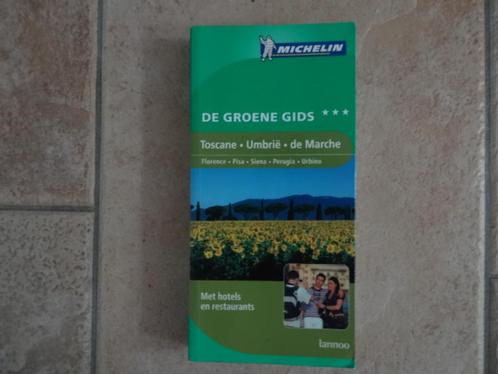 MICHELIN
DE GROENE GIDS ★★★
Toscane • Umbrië • de Marche
Florence • Pisa • Siena • Perugia • Urbino
Met hotels
en restaurants
lannoo